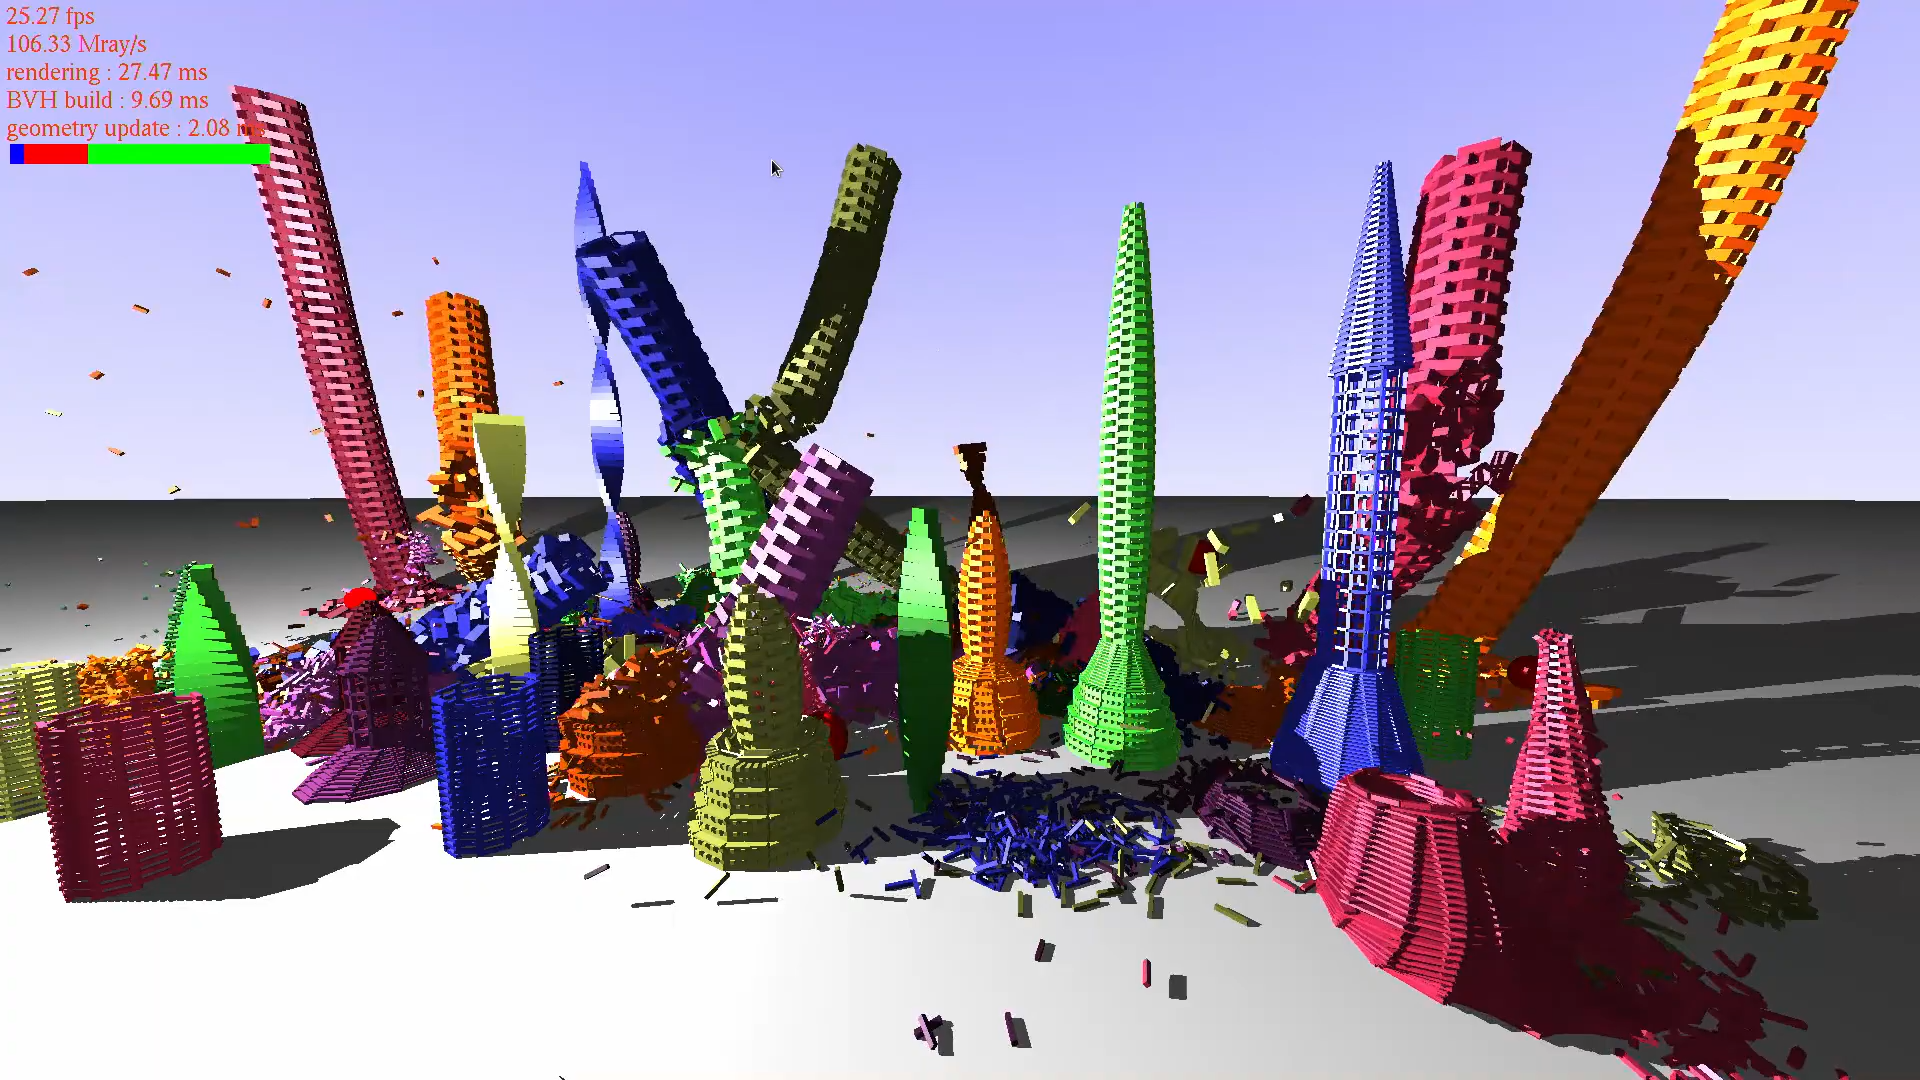 25.27 fps
106.33 Mray/s
rendering : 27.47 ms
BVH build : 9.69 ms
geometry update : 2.08 ms